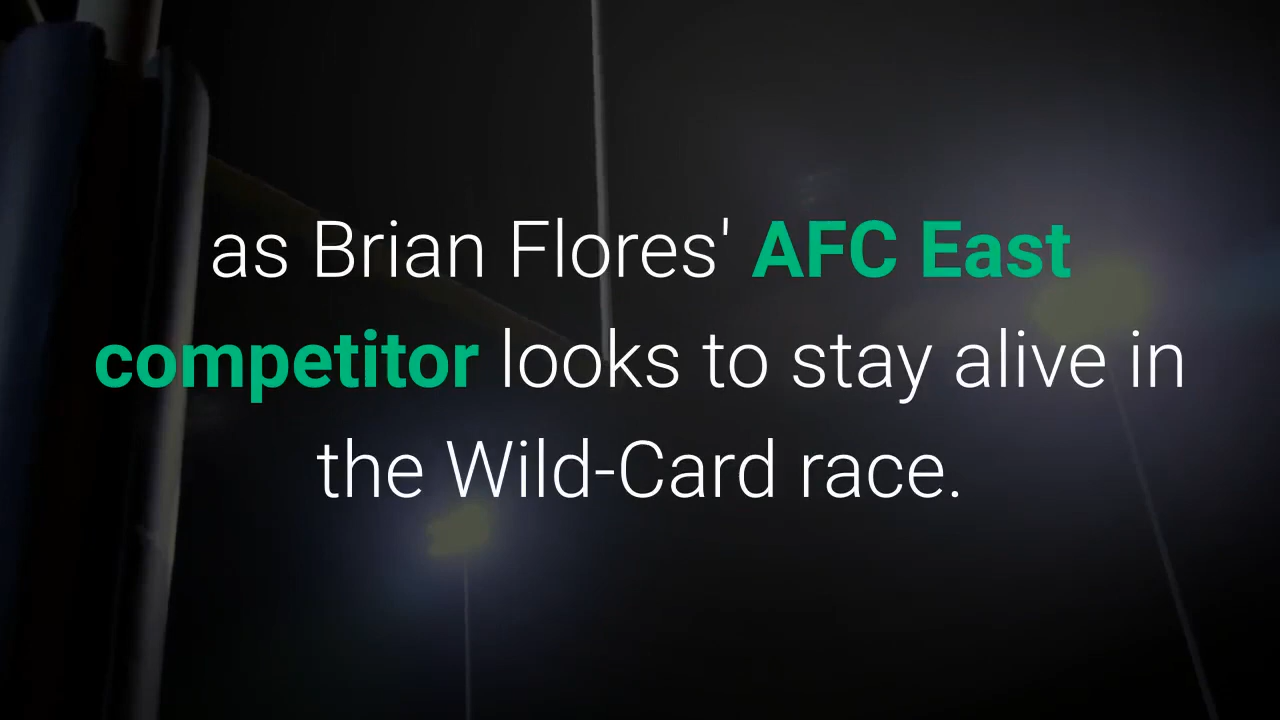 as Brian Flores' AFC East
competitor looks to stay alive in
the Wild-Card race.